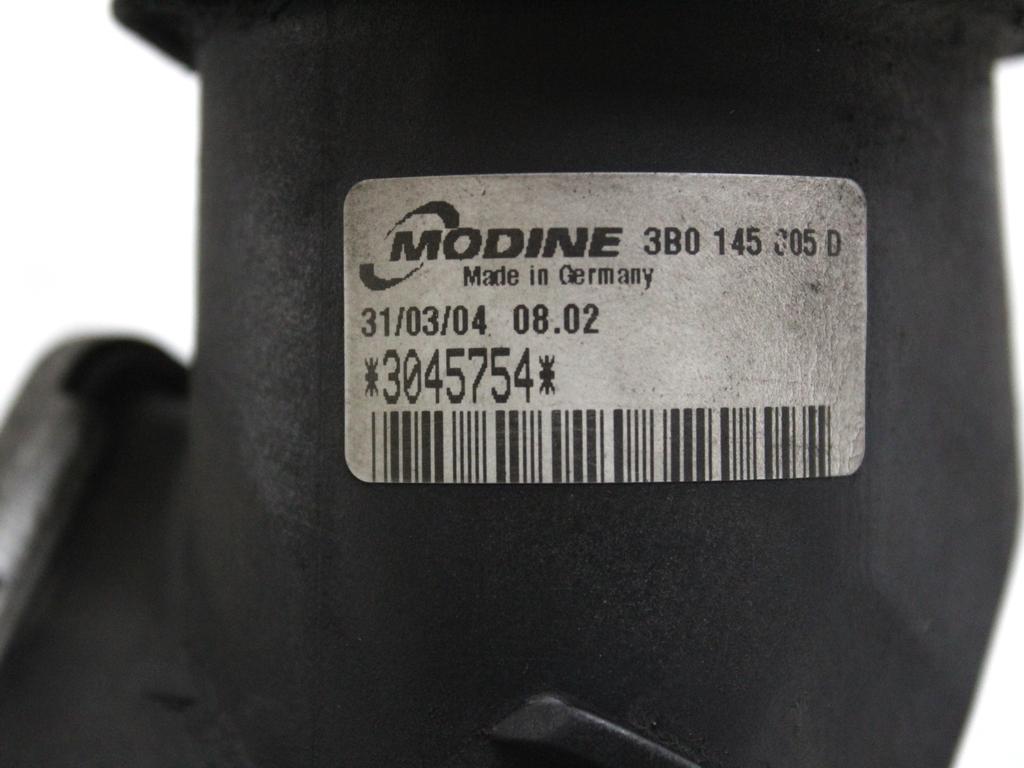 MODINE 3B0 145 805 D
Made in Germany
31/03/04 08.02
*3045754*